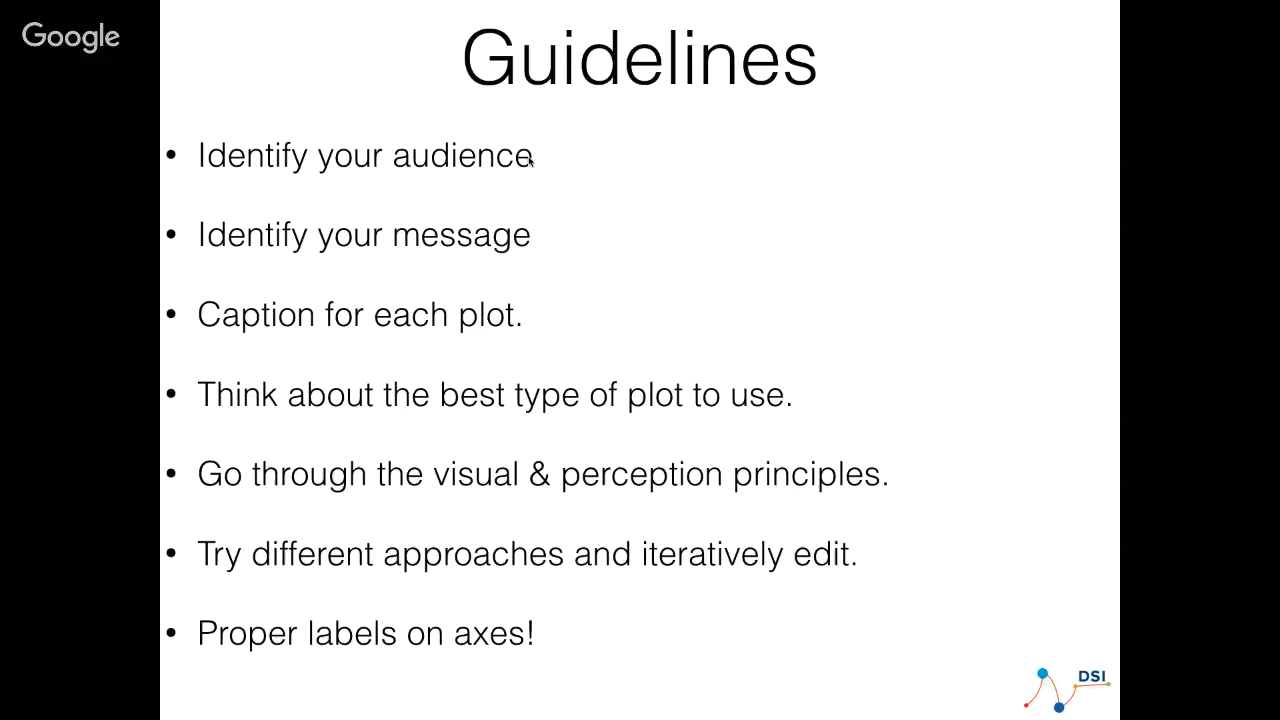 Google
Guidelines
• Identify your audience
• Identify your message
• Caption for each plot.
• Think about the best type of plot to use.
• Go through the visual & perception principles.
• Try different approaches and iteratively edit.
• Proper labels on axes!
DSI